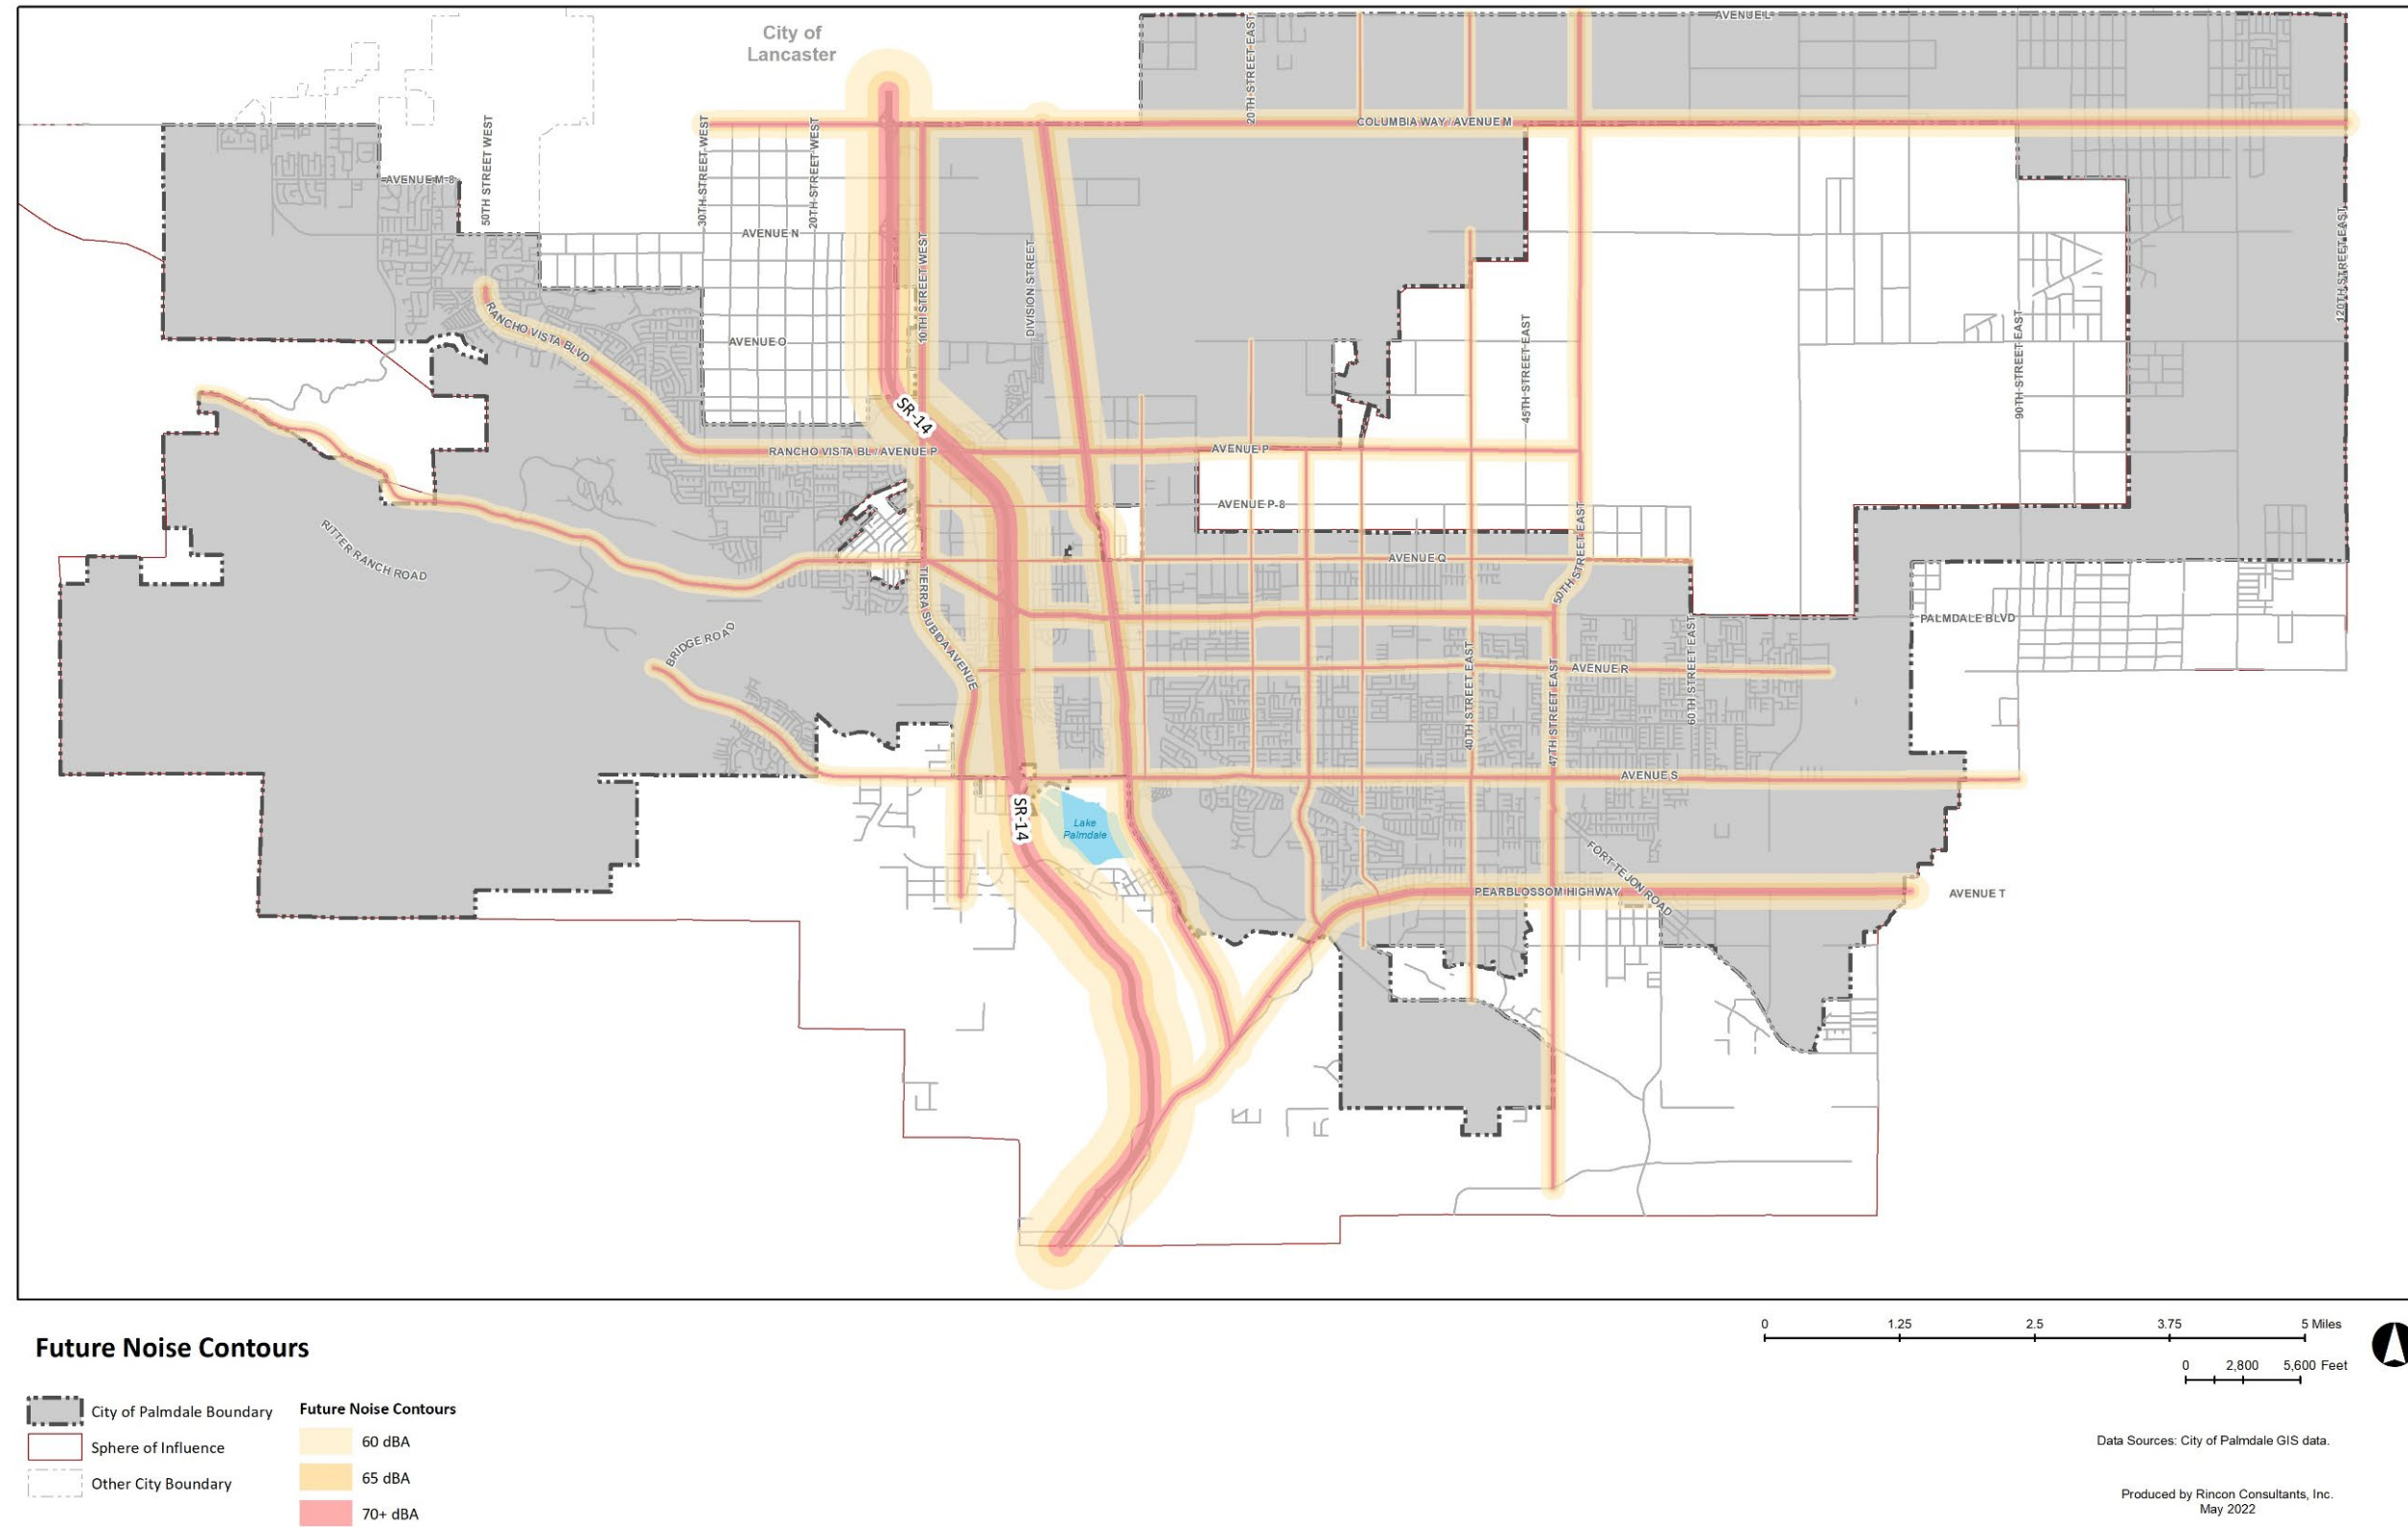 City of
Lancaster
AVENUE L
20TH STREET EAST
COLUMBIA WAY / AVENUE M
50TH STREET WEST
30TH STREET WEST
20TH STREET WEST
AVENUE M-8
AVENUE N
10TH STREET WEST
DIVISION STREET
120TH STREET EAST
RANCHO VISTA BLVD
AVENUE O
45TH STREET EAST
90TH STREET EAST
SR-14
RANCHO VISTA BL / AVENUE P
AVENUE P
AVENUE P-8
RITTER RANCH ROAD
AVENUE Q
50TH STREET EAST
TIERRA SUBIDA AVENUE
BRIDGE ROAD
PALMDALE BLVD
60TH STREET EAST
40TH STREET EAST
47TH STREET EAST
AVENUE R
AVENUE S
SR-14
Lake
Palmdale
FORT TEJON ROAD
PEARBLOSSOM HIGHWAY
AVENUE T
Future Noise Contours
City of Palmdale Boundary
Sphere of Influence
Other City Boundary
Future Noise Contours
60 dBA
65 dBA
70+ dBA
0 1.25 2.5 3.75 5 Miles
0 2,800 5,600 Feet
Data Sources: City of Palmdale GIS data.
Produced by Rincon Consultants, Inc.
May 2022